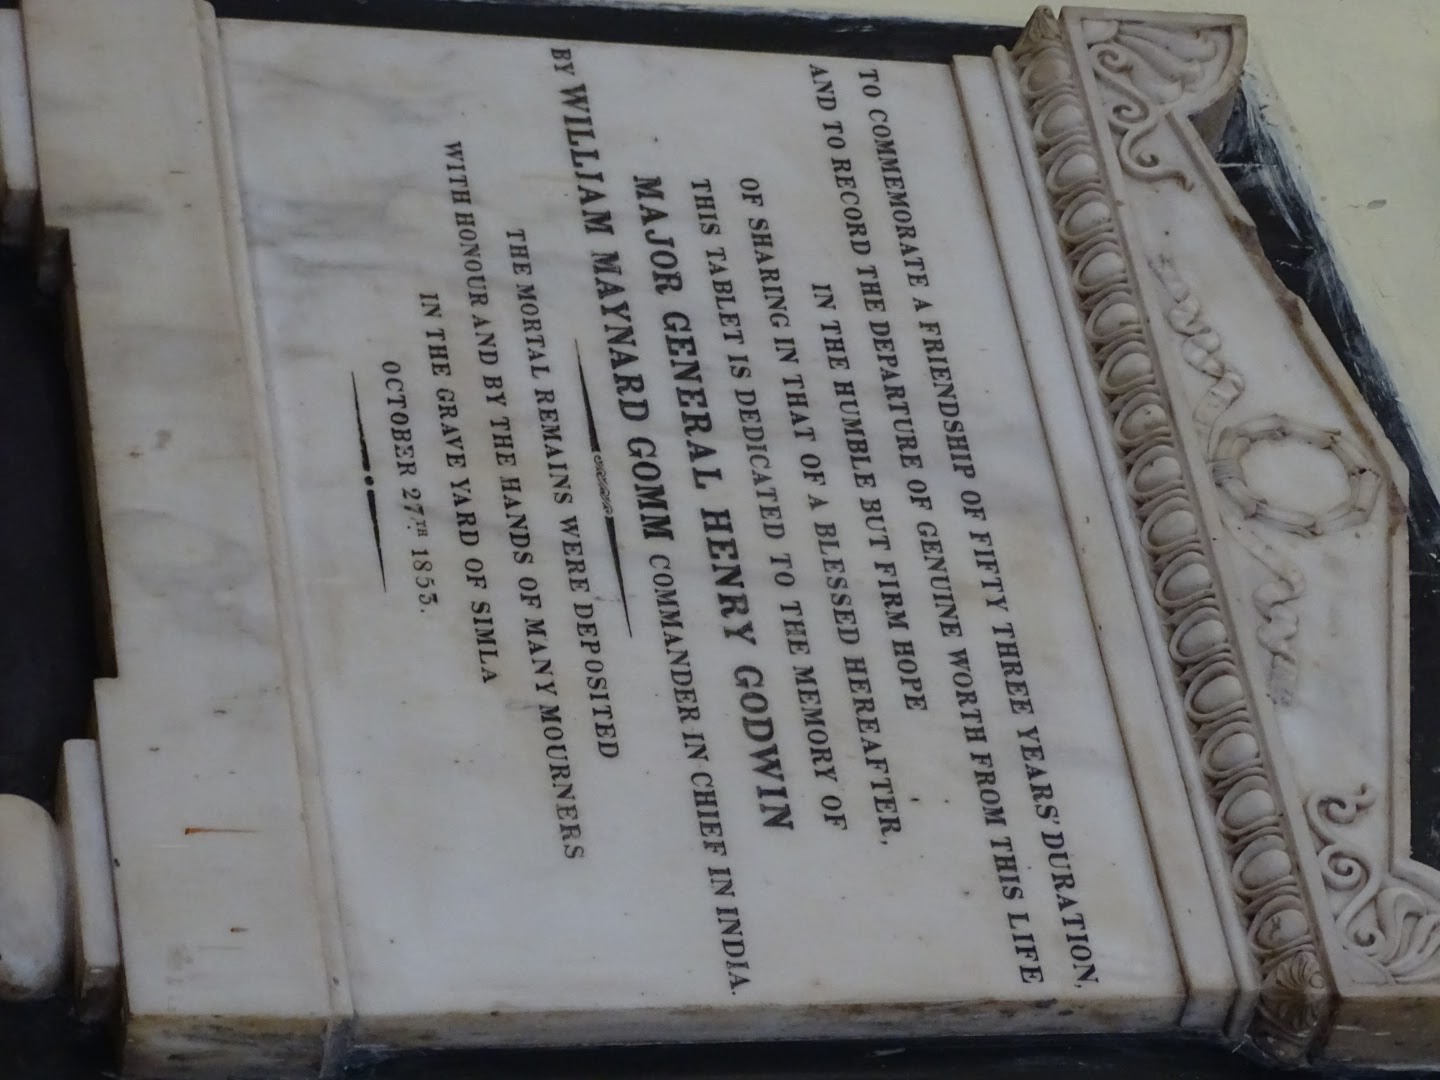 TO COMMEMORATE A FRIENDSHIP OF FIFTY THREE YEARS' DURATION,
AND TO RECORD THE DEPARTURE OF GENUINE WORTH FROM THIS LIFE
IN THE HUMBLE BUT FIRM HOPE
OF SHARING IN THAT OF A BLESSED HEREAFTER,
THIS TABLET IS DEDICATED TO THE MEMORY OF
MAJOR GENERAL HENRY GODWIN
BY WILLIAM MAYNARD GOMM COMMANDER IN CHIEF IN INDIA.
THE MORTAL REMAINS WERE DEPOSITED
WITH HONOUR AND BY THE HANDS OF MANY MOURNERS
IN THE GRAVE YARD OF SIMLA
OCTOBER 27TH 1853.